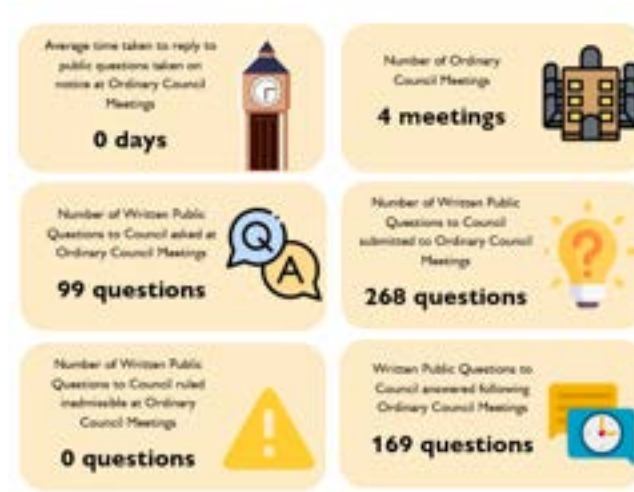 Average time taken to reply to
public questions taken on
notice at Ordinary Council
Meetings
0 days
Number of Ordinary
Council Meetings
4 meetings
Number of Written Public
Questions to Council asked at
Ordinary Council Meetings
99 questions
Q
A
Number of Written Public
Questions to Council
submitted to Ordinary Council
Meetings
268 questions
?
Number of Written Public
Questions to Council ruled
inadmissible at Ordinary
Council Meetings
0 questions
!
Written Public Questions to
Council answered following
Ordinary Council Meetings
169 questions